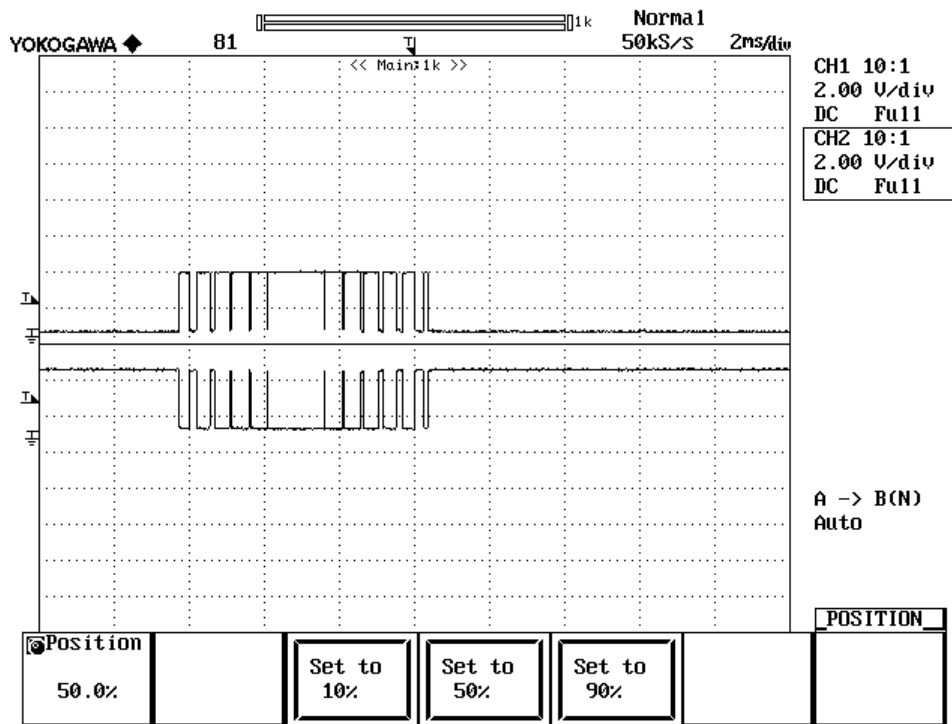 1k
Normal
YOKOGAWA ◆ 81 50kS/s 2ms/div
<< Main:1k >>
CH1 10:1
2.00 V/div
DC Full
CH2 10:1
2.00 V/div
DC Full
A -> B(N)
Auto
POSITION
Position
50.0%
Set to
10%
Set to
50%
Set to
90%